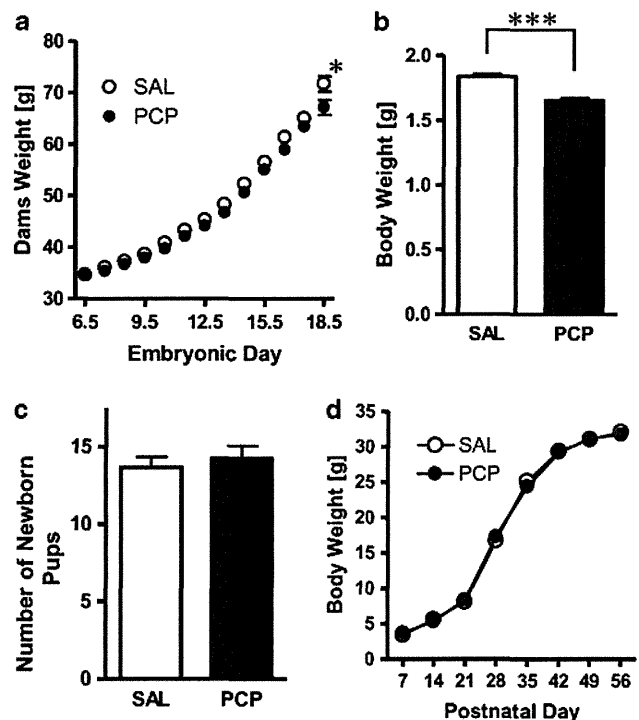 a
Dams Weight [g]
80
70
60
50
40
30
SAL
PCP
*
6.5 9.5 12.5 15.5 18.5
Embryonic Day
b
***
Body Weight [g]
2.0
1.5
1.0
0.5
0.0
SAL PCP
c
Number of Newborn
Pups
15
10
5
0
SAL PCP
d
Body Weight [g]
35
30
25
20
15
10
5
0
SAL
PCP
7 14 21 28 35 42 49 56
Postnatal Day